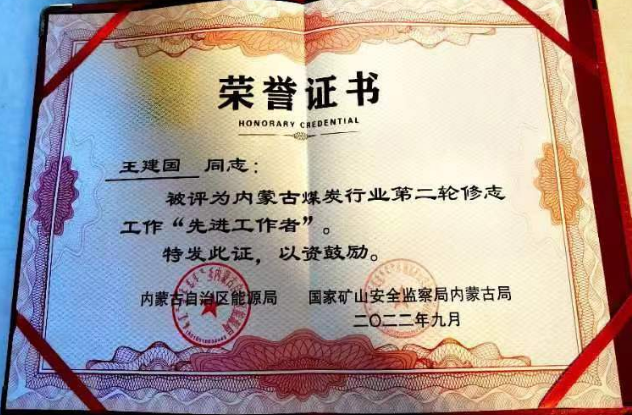 荣誉证书
HONORARY CREDENTIAL
王建国 同志：
被评为内蒙古煤炭行业第二轮修志
工作“先进工作者”。
特发此证，以资鼓励。
内蒙古自治区能源局 国家矿山安全监察局内蒙古局
二〇二二年九月